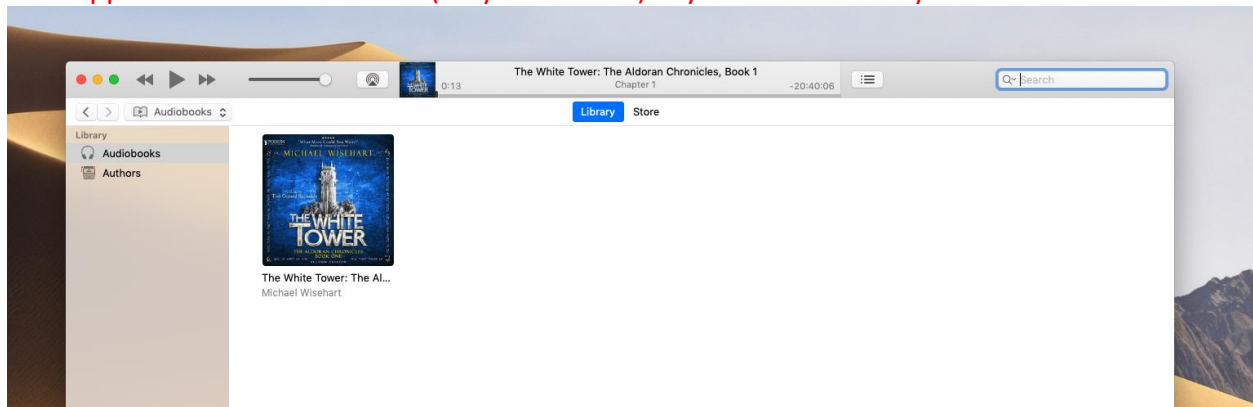 The White Tower: The Aldoran Chronicles, Book 1
0:13
Chapter 1
-20:40:06
Search
Audiobooks
Library
Store
Library
Audiobooks
Authors
MICHAEL WISEHART
THE WHITE
TOWER
THE ALDORAN CHRONICLES
BOOK ONE
The White Tower: The Al...
Michael Wisehart